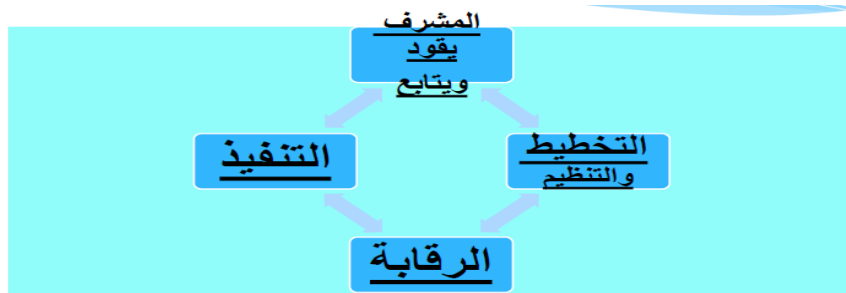 المشرف
يقود
ويتابع
التخطيط
والتنظيم
التنفيذ
الرقابة